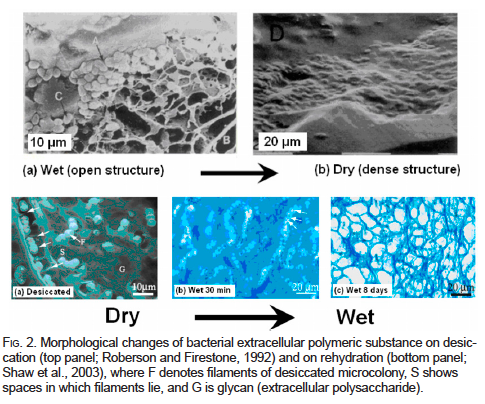 D
C
B
10 µm
20 µm
(a) Wet (open structure)
(b) Dry (dense structure)
F
S
G
(a) Desiccated
10µm
(b) Wet 30 min
20 µm
(c) Wet 8 days
20 µm
Dry
Wet
FIG. 2. Morphological changes of bacterial extracellular polymeric substance on desic-
cation (top panel; Roberson and Firestone, 1992) and on rehydration (bottom panel;
Shaw et al., 2003), where F denotes filaments of desiccated microcolony, S shows
spaces in which filaments lie, and G is glycan (extracellular polysaccharide).